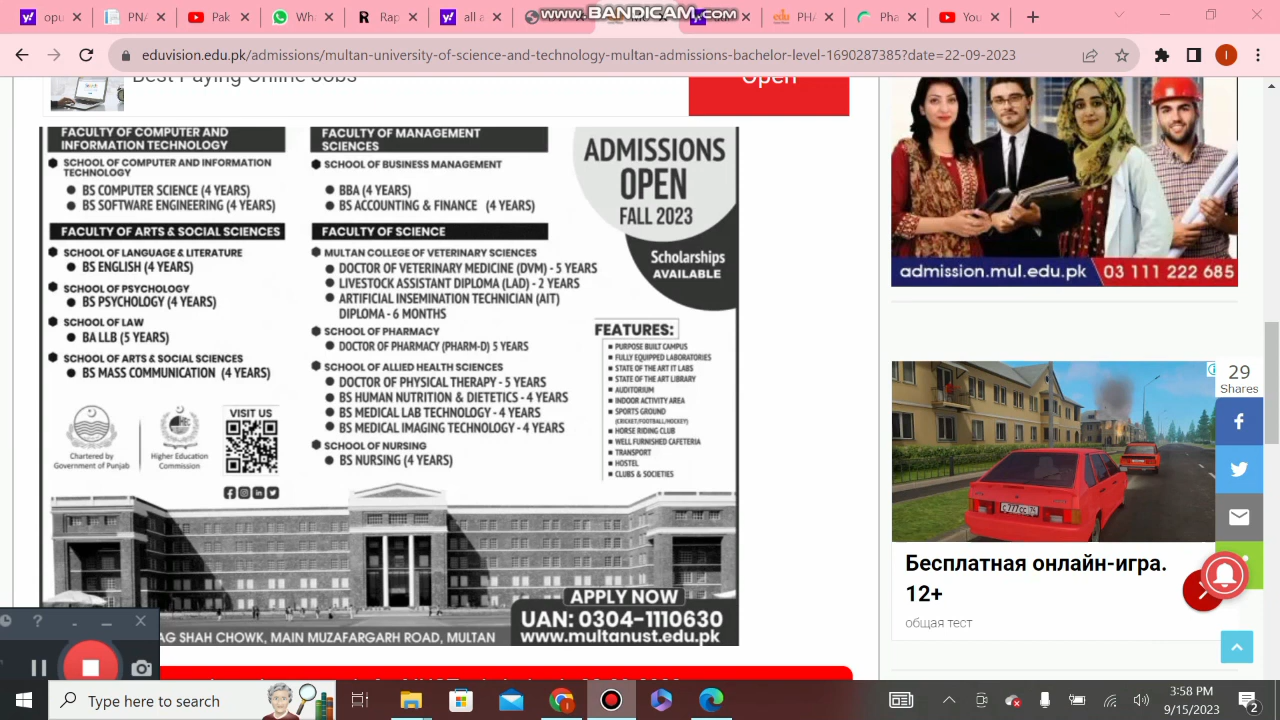 opu
PN
Pak
Wh
Rap
all a
www.BANDICAM.com
PHA
Pha
You
eduvision.edu.pk/admissions/multan-university-of-science-and-technology-multan-admissions-bachelor-level-1690287385?date=22-09-2023
Best Paying Online Jobs
Open
FACULTY OF COMPUTER AND
INFORMATION TECHNOLOGY
SCHOOL OF COMPUTER AND INFORMATION
TECHNOLOGY
BS COMPUTER SCIENCE (4 YEARS)
BS SOFTWARE ENGINEERING (4 YEARS)
FACULTY OF ARTS & SOCIAL SCIENCES
SCHOOL OF LANGUAGE & LITERATURE
BS ENGLISH (4 YEARS)
SCHOOL OF PSYCHOLOGY
BS PSYCHOLOGY (4 YEARS)
SCHOOL OF LAW
BA LLB (5 YEARS)
SCHOOL OF ARTS & SOCIAL SCIENCES
BS MASS COMMUNICATION (4 YEARS)
Chartered by
Government of Punjab
Higher Education
Commission
VISIT US
FACULTY OF MANAGEMENT
SCIENCES
SCHOOL OF BUSINESS MANAGEMENT
BBA (4 YEARS)
BS ACCOUNTING & FINANCE (4 YEARS)
FACULTY OF SCIENCE
MULTAN COLLEGE OF VETERINARY SCIENCES
DOCTOR OF VETERINARY MEDICINE (DVM) - 5 YEARS
LIVESTOCK ASSISTANT DIPLOMA (LAD) - 2 YEARS
ARTIFICIAL INSEMINATION TECHNICIAN (AIT)
DIPLOMA - 6 MONTHS
SCHOOL OF PHARMACY
DOCTOR OF PHARMACY (PHARM-D) 5 YEARS
SCHOOL OF ALLIED HEALTH SCIENCES
DOCTOR OF PHYSICAL THERAPY - 5 YEARS
BS HUMAN NUTRITION & DIETETICS - 4 YEARS
BS MEDICAL LAB TECHNOLOGY - 4 YEARS
BS MEDICAL IMAGING TECHNOLOGY - 4 YEARS
SCHOOL OF NURSING
BS NURSING (4 YEARS)
ADMISSIONS
OPEN
FALL 2023
Scholarships
AVAILABLE
FEATURES:
PURPOSE BUILT CAMPUS
FULLY EQUIPPED LABORATORIES
STATE OF THE ART IT LABS
STATE OF THE ART LIBRARY
AUDITORIUM
INDOOR ACTIVITY AREA
SPORTS GROUND
(CRICKET/FOOTBALL/HOCKEY)
HORSE RIDING CLUB
WELL FURNISHED CAFETERIA
TRANSPORT
HOSTEL
CLUBS & SOCIETIES
APPLY NOW
UAN: 0304-1110630
www.multanust.edu.pk
AG SHAH CHOWK, MAIN MUZAFARGARH ROAD, MULTAN
admission.mul.edu.pk 03 111 222 685
29
Shares
Бесплатная онлайн-игра.
12+
общая тест
Type here to search
3:58 PM
9/15/2023
2